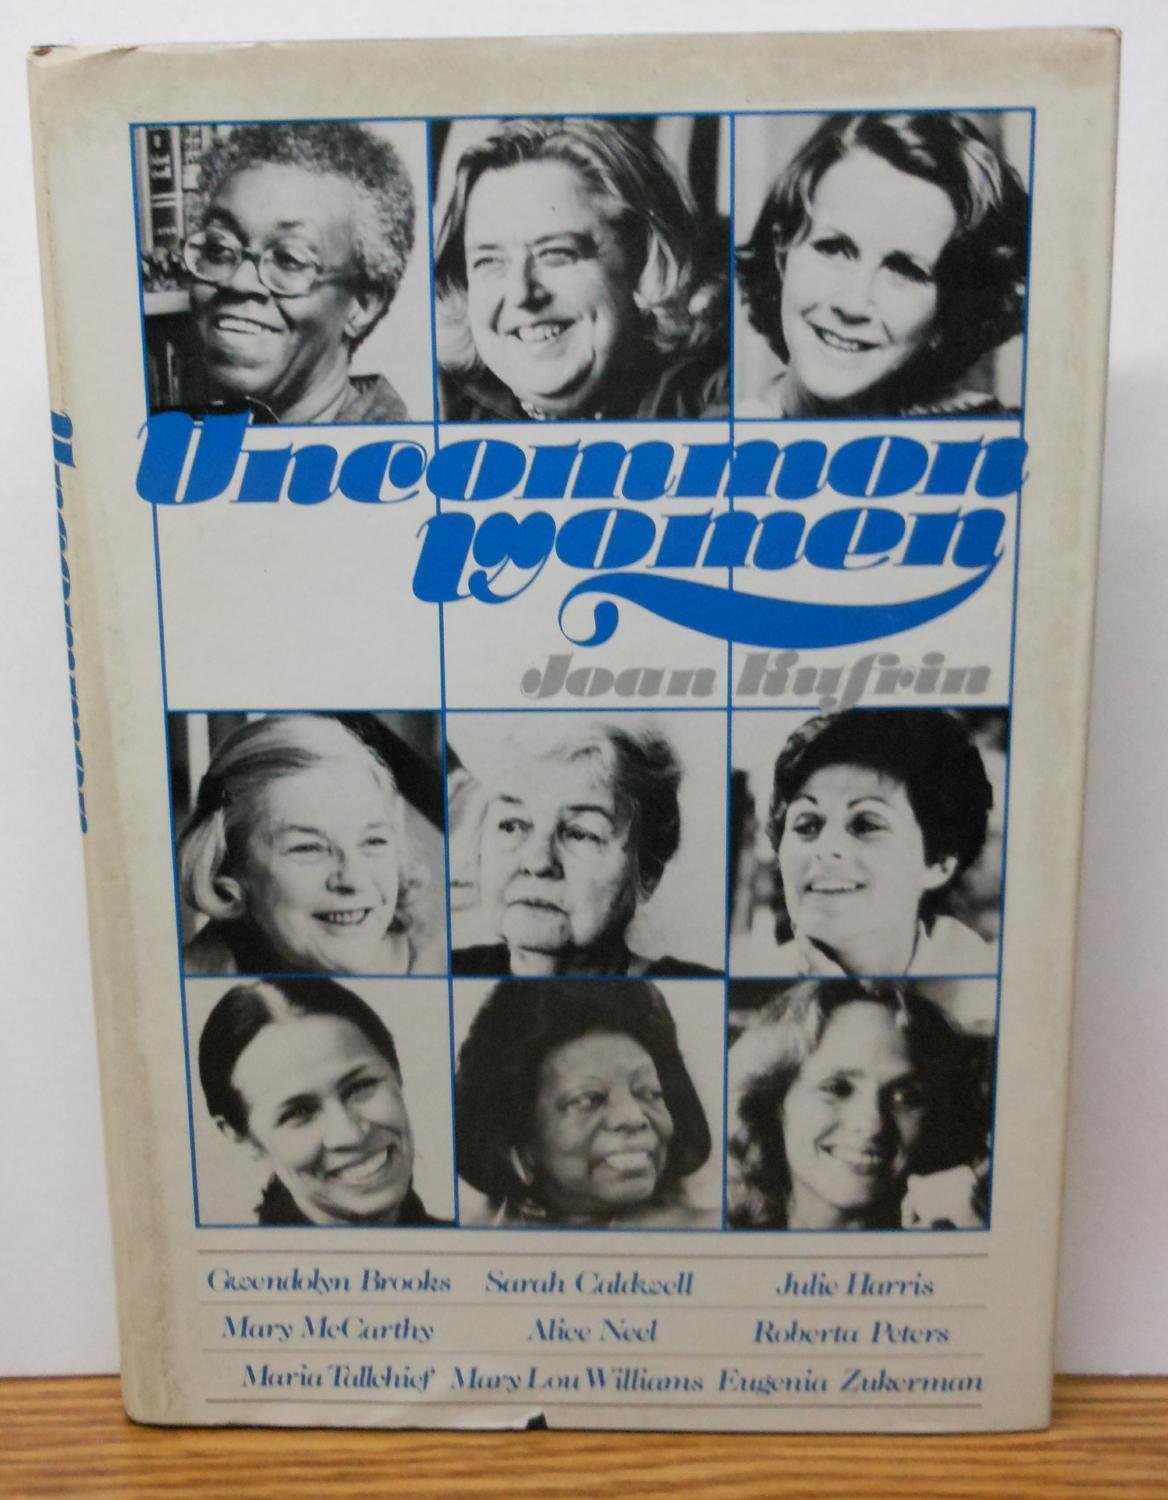 Uncommon
women
Joan Kufrin
Gwendolyn Brooks Sarah Caldwell Julie Harris
Mary McCarthy Alice Neel Roberta Peters
Maria Tallchief Mary Lou Williams Eugenia Zukerman
Uncommon